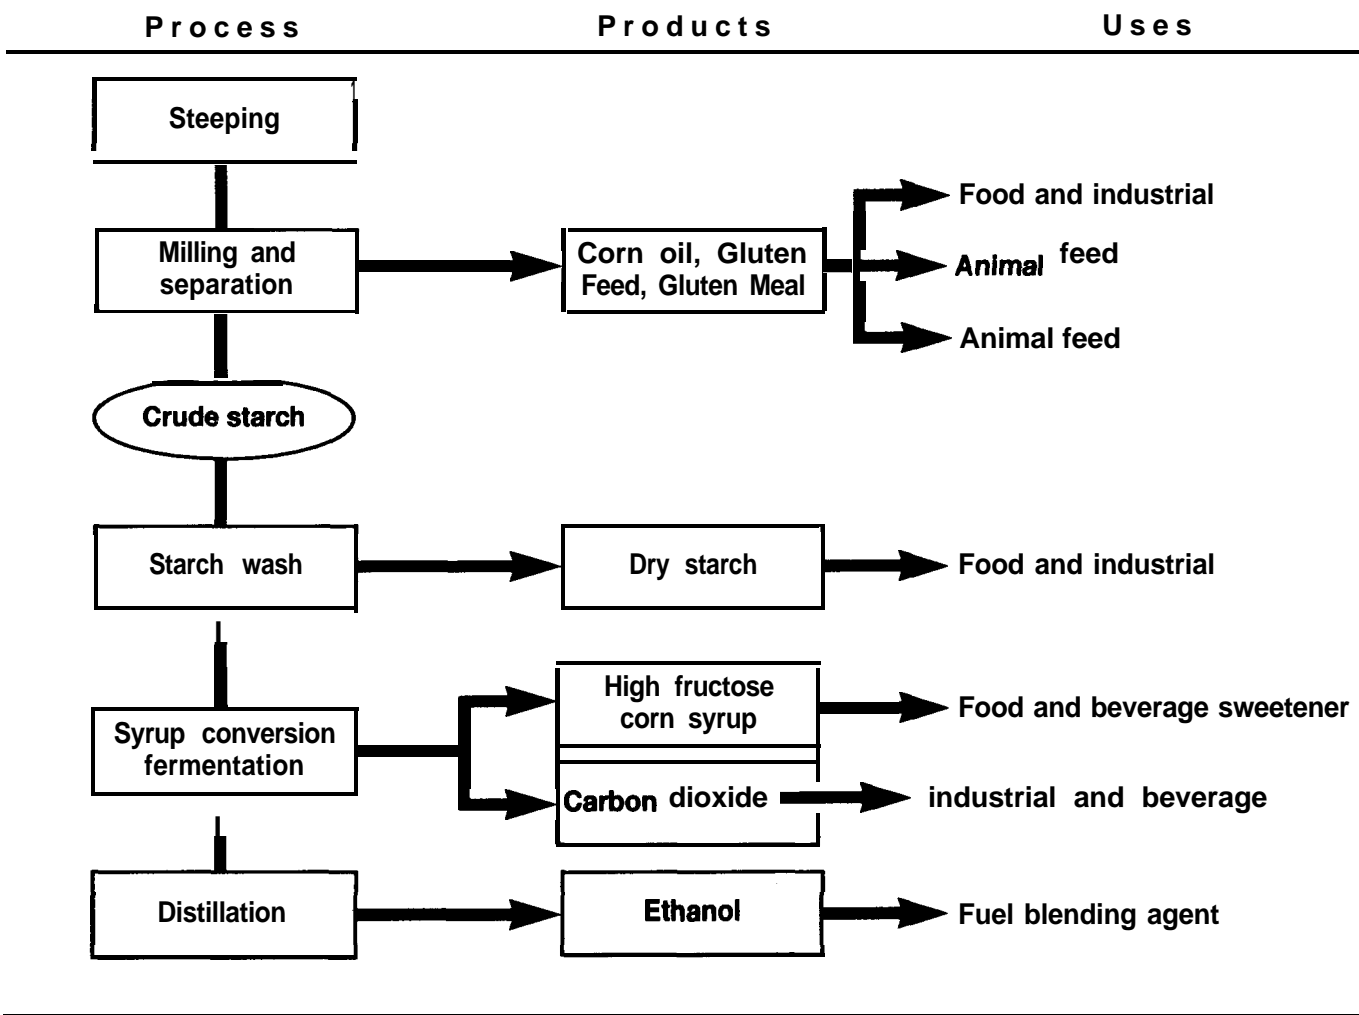 Process Products Uses
Steeping
Food and industrial
Milling and
separation
Corn oil, Gluten
Feed, Gluten Meal
Animal feed
Animal feed
Crude starch
Starch wash
Dry starch
Food and industrial
Syrup conversion
fermentation
High fructose
corn syrup
Food and beverage sweetener
Carbon dioxide
industrial and beverage
Distillation
Ethanol
Fuel blending agent